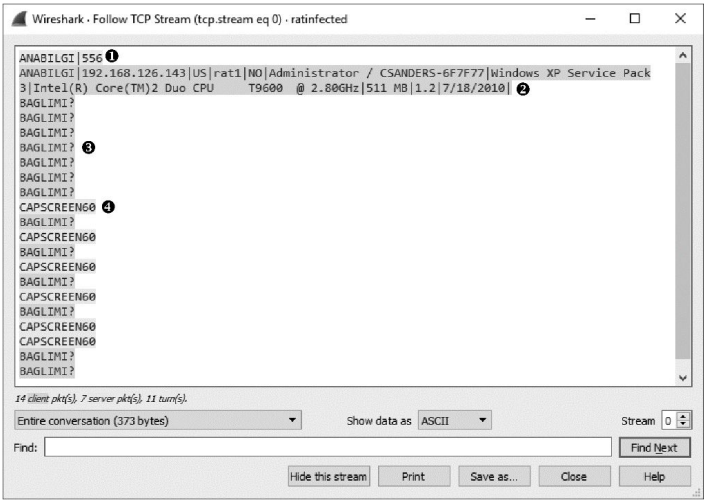 Wireshark · Follow TCP Stream (tcp.stream eq 0) · ratinfected
ANABILGI|556 ❶
ANABILGI|192.168.126.143|US|rat1|NO|Administrator / CSANDERS-6F7F77|Windows XP Service Pack
3|Intel(R) Core(TM)2 Duo CPU     T9600  @ 2.80GHz|511 MB|1.2|7/18/2010| ❷
BAGLIMI?
BAGLIMI?
BAGLIMI?
BAGLIMI? ❸
BAGLIMI?
BAGLIMI?
BAGLIMI?
CAPSCREEN60 ❹
BAGLIMI?
CAPSCREEN60
BAGLIMI?
CAPSCREEN60
BAGLIMI?
CAPSCREEN60
BAGLIMI?
CAPSCREEN60
CAPSCREEN60
BAGLIMI?
BAGLIMI?
14 client pkt(s), 7 server pkt(s), 11 turn(s).
Entire conversation (373 bytes) Show data as ASCII Stream 0
Find: Find Next
Hide this stream Print Save as... Close Help